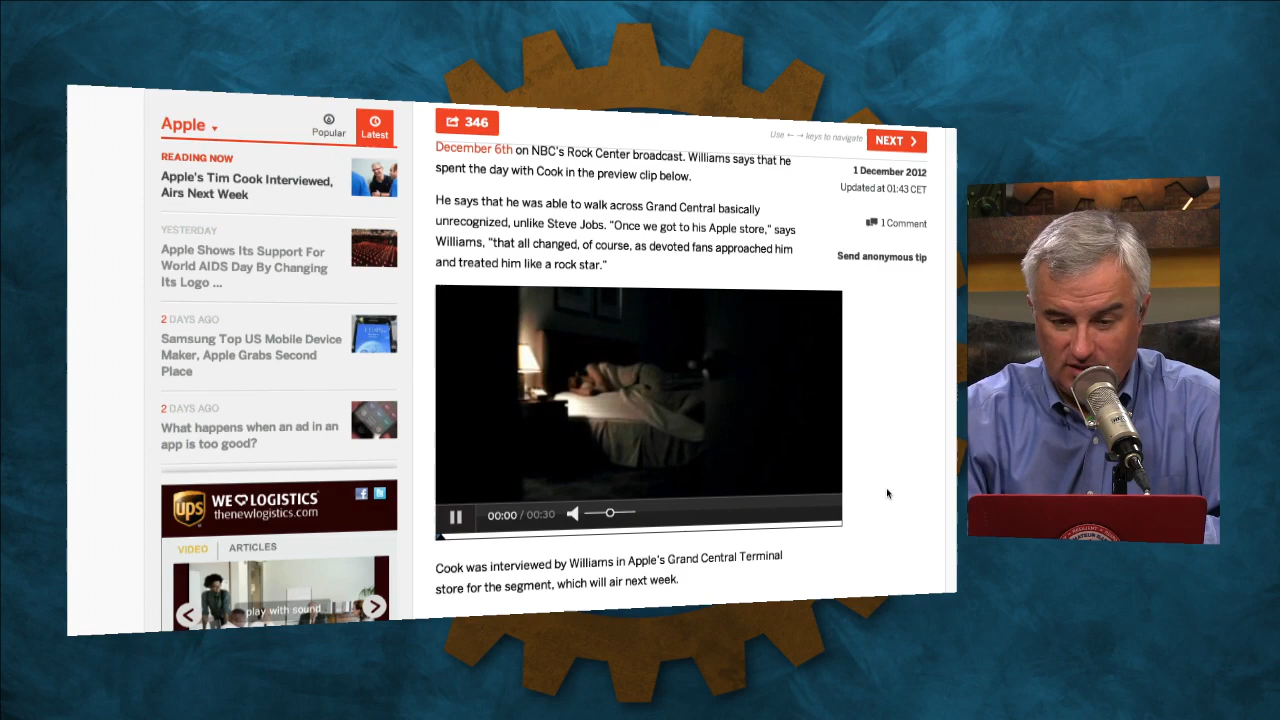 Apple
Popular
Latest
READING NOW
Apple's Tim Cook Interviewed,
Airs Next Week
YESTERDAY
Apple Shows Its Support For
World AIDS Day By Changing
Its Logo ...
2 DAYS AGO
Samsung Top US Mobile Device
Maker, Apple Grabs Second
Place
2 DAYS AGO
What happens when an ad in an
app is too good?
ups
WE LOGISTICS
thenewlogistics.com
VIDEO
ARTICLES
play with sound
346
Use ← → keys to navigate
NEXT
December 6th on NBC's Rock Center broadcast. Williams says that he
spent the day with Cook in the preview clip below.
He says that he was able to walk across Grand Central basically
unrecognized, unlike Steve Jobs. "Once we got to his Apple store," says
Williams, "that all changed, of course, as devoted fans approached him
and treated him like a rock star."
00:00 / 00:30
Cook was interviewed by Williams in Apple's Grand Central Terminal
store for the segment, which will air next week.
1 December 2012
Updated at 01:43 CET
1 Comment
Send anonymous tip